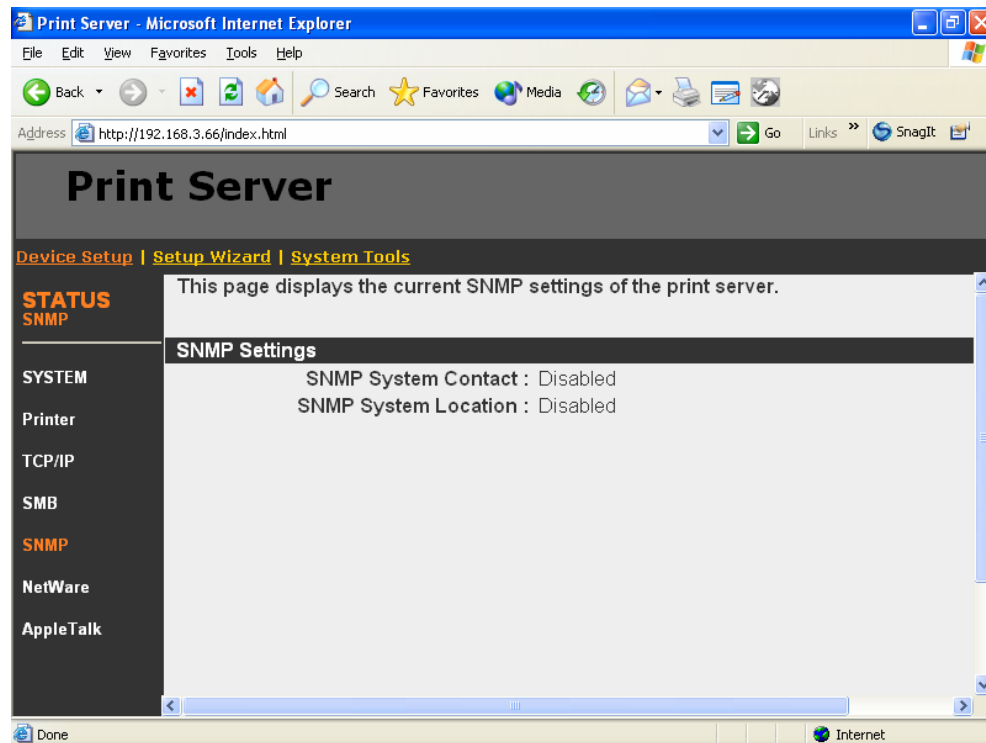 Print Server - Microsoft Internet Explorer
File Edit View Favorites Tools Help
Back Search Favorites Media
Address http://192.168.3.66/index.html Go Links » SnagIt
Print Server
Device Setup | Setup Wizard | System Tools
STATUS
SNMP
This page displays the current SNMP settings of the print server.
SNMP Settings
SNMP System Contact : Disabled
SNMP System Location : Disabled
SYSTEM
Printer
TCP/IP
SMB
SNMP
NetWare
AppleTalk
Done Internet